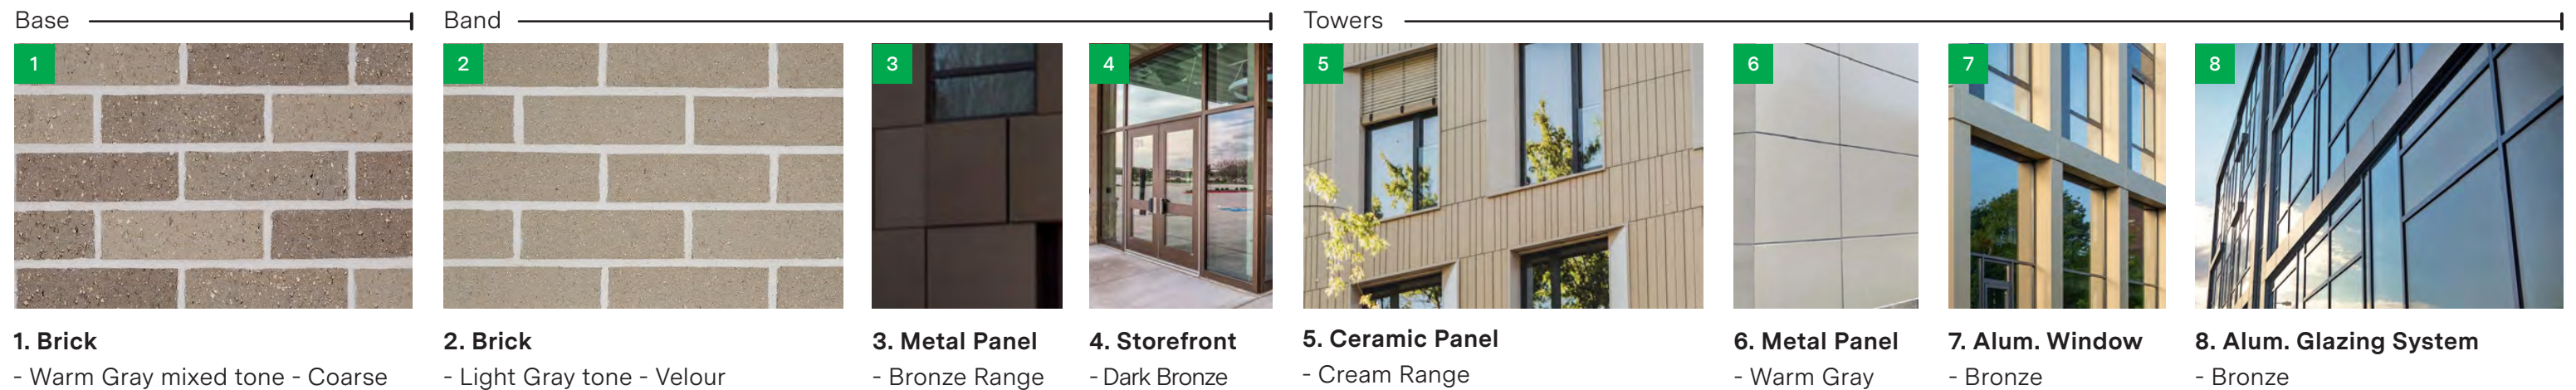 Base
Band
Towers
1
2
3
4
5
6
7
8
1. Brick
- Warm Gray mixed tone - Coarse
2. Brick
- Light Gray tone - Velour
3. Metal Panel
- Bronze Range
4. Storefront
- Dark Bronze
5. Ceramic Panel
- Cream Range
6. Metal Panel
- Warm Gray
7. Alum. Window
- Bronze
8. Alum. Glazing System
- Bronze